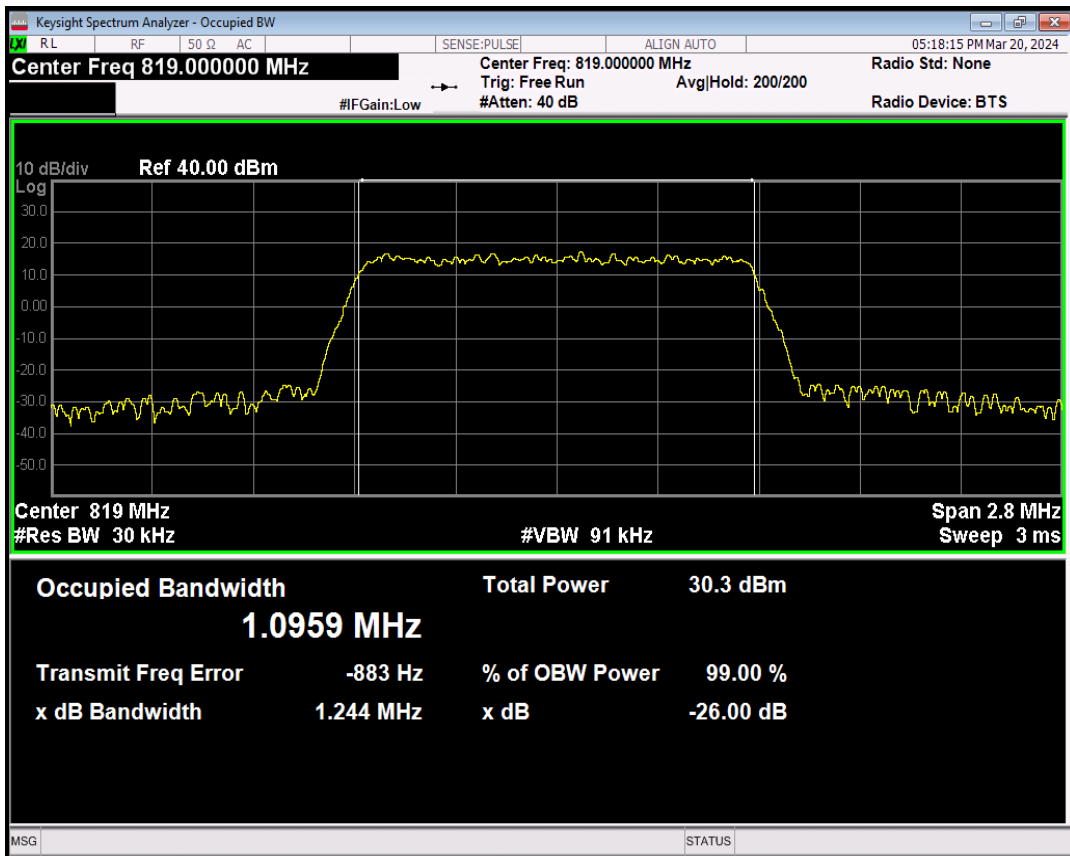 Keysight Spectrum Analyzer - Occupied BW
LXI RL RF 50 Ω AC SENSE:PULSE ALIGN AUTO 05:18:15 PM Mar 20, 2024
Center Freq 819.000000 MHz Center Freq: 819.000000 MHz Radio Std: None
Trig: Free Run Avg|Hold: 200/200
#IFGain:Low #Atten: 40 dB Radio Device: BTS
10 dB/div Ref 40.00 dBm
Log
30.0
20.0
10.0
0.00
-10.0
-20.0
-30.0
-40.0
-50.0
Center 819 MHz Span 2.8 MHz
#Res BW 30 kHz #VBW 91 kHz Sweep 3 ms
Occupied Bandwidth Total Power 30.3 dBm
1.0959 MHz
Transmit Freq Error -883 Hz % of OBW Power 99.00 %
x dB Bandwidth 1.244 MHz x dB -26.00 dB
MSG STATUS